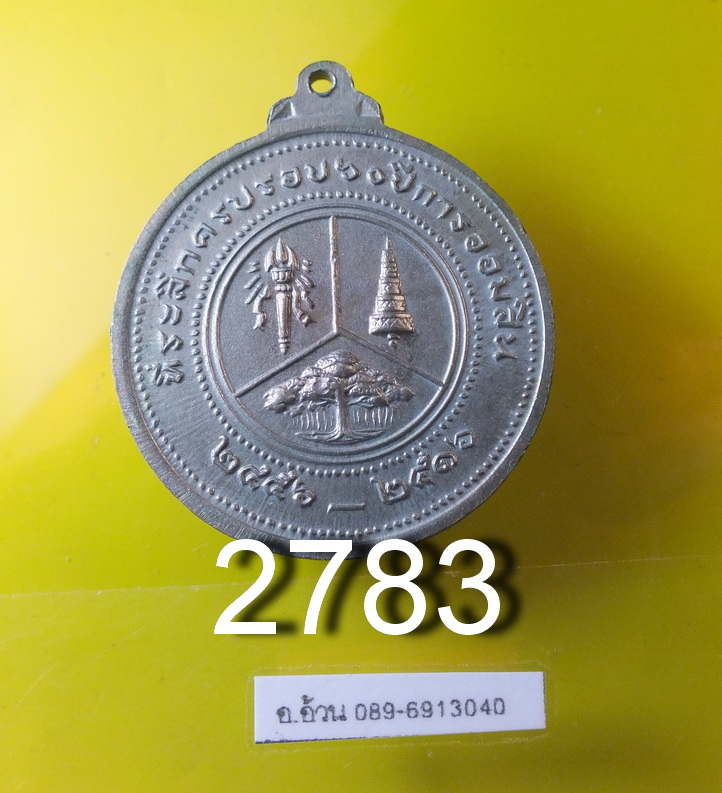 ที่ระลึกครบรอบ๖๐ปีการออมสิน
๒๔๕๖ — ๒๕๑๖
2783
อ.อ้วน 089-6913040